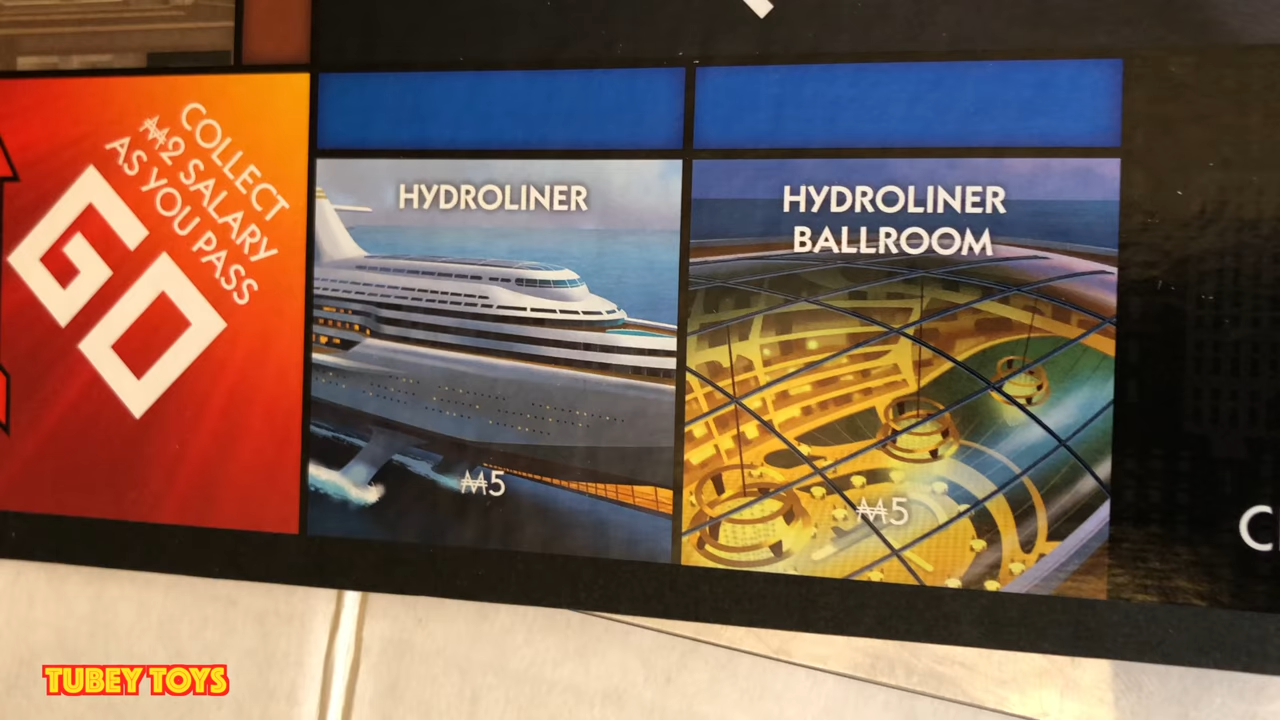 COLLECT
₩2 SALARY
AS YOU PASS
GO
HYDROLINER
₩5
HYDROLINER
BALLROOM
₩5
C
TUBEY TOYS